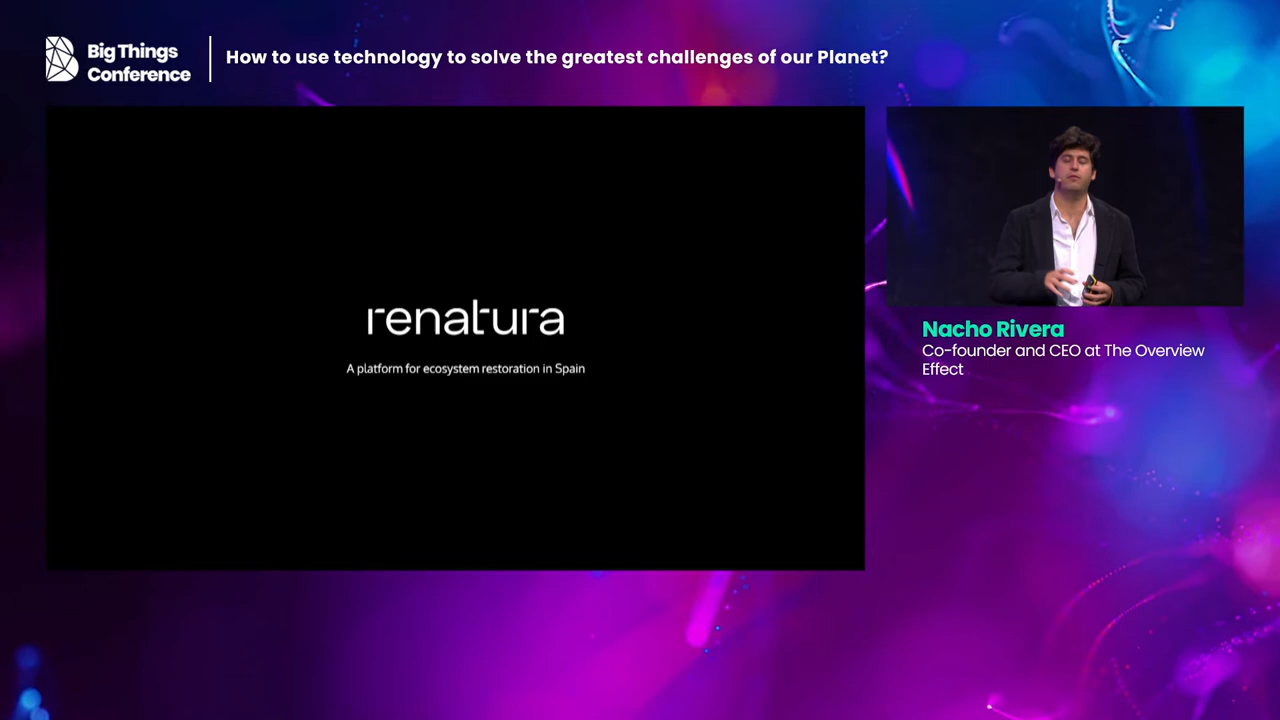 Big Things
Conference
How to use technology to solve the greatest challenges of our Planet?
renatura
A platform for ecosystem restoration in Spain
Nacho Rivera
Co-founder and CEO at The Overview
Effect